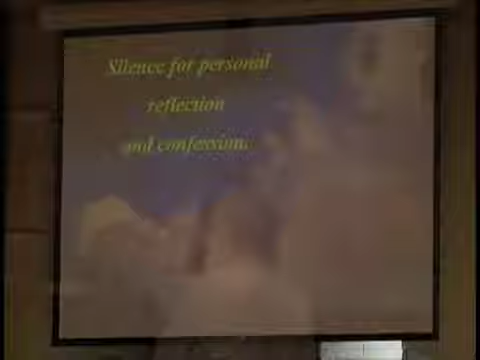 Silence for personal
reflection
and confession.